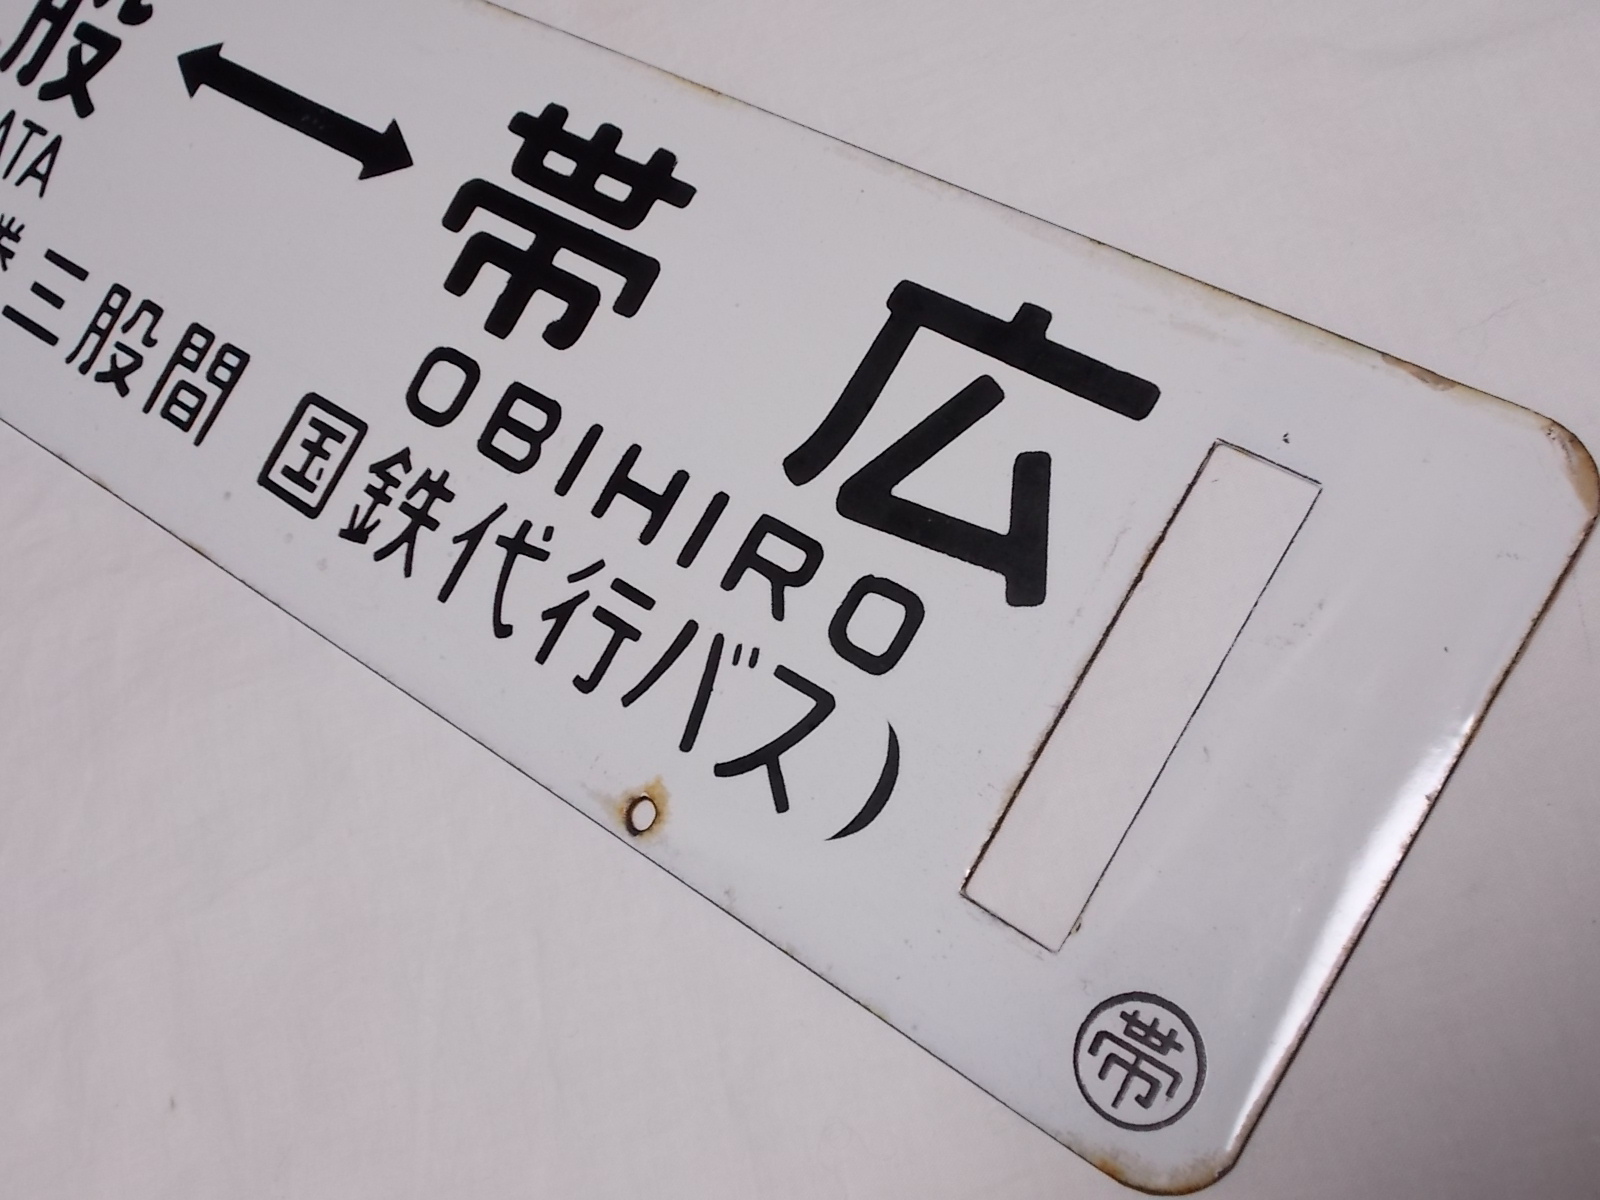 股 ↔ 帯広
ATA OBIHIRO
三股間 国鉄代行バス)
帯